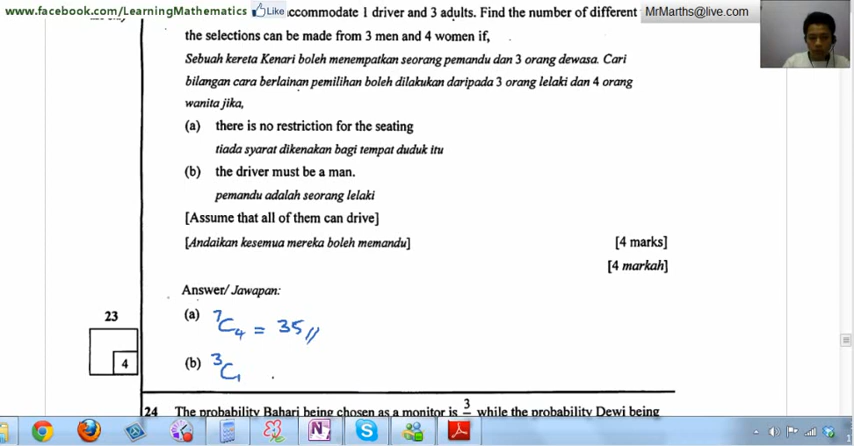 www.facebook.com/LearningMathematics Like ccommodate 1 driver and 3 adults. Find the number of different MrMarths@live.com
the selections can be made from 3 men and 4 women if,
Sebuah kereta Kenari boleh menempatkan seorang pemandu dan 3 orang dewasa. Cari
bilangan cara berlainan pemilihan boleh dilakukan daripada 3 orang lelaki dan 4 orang
wanita jika,
(a) there is no restriction for the seating
tiada syarat dikenakan bagi tempat duduk itu
(b) the driver must be a man.
pemandu adalah seorang lelaki
[Assume that all of them can drive]
[Andaikan kesemua mereka boleh memandu] [4 marks]
[4 markah]
Answer/ Jawapan:
23
(a) ⁷C₄ = 35 //
4
(b) ³C₁
24 The probability Bahari being chosen as a monitor is 3 while the probability Dewi being